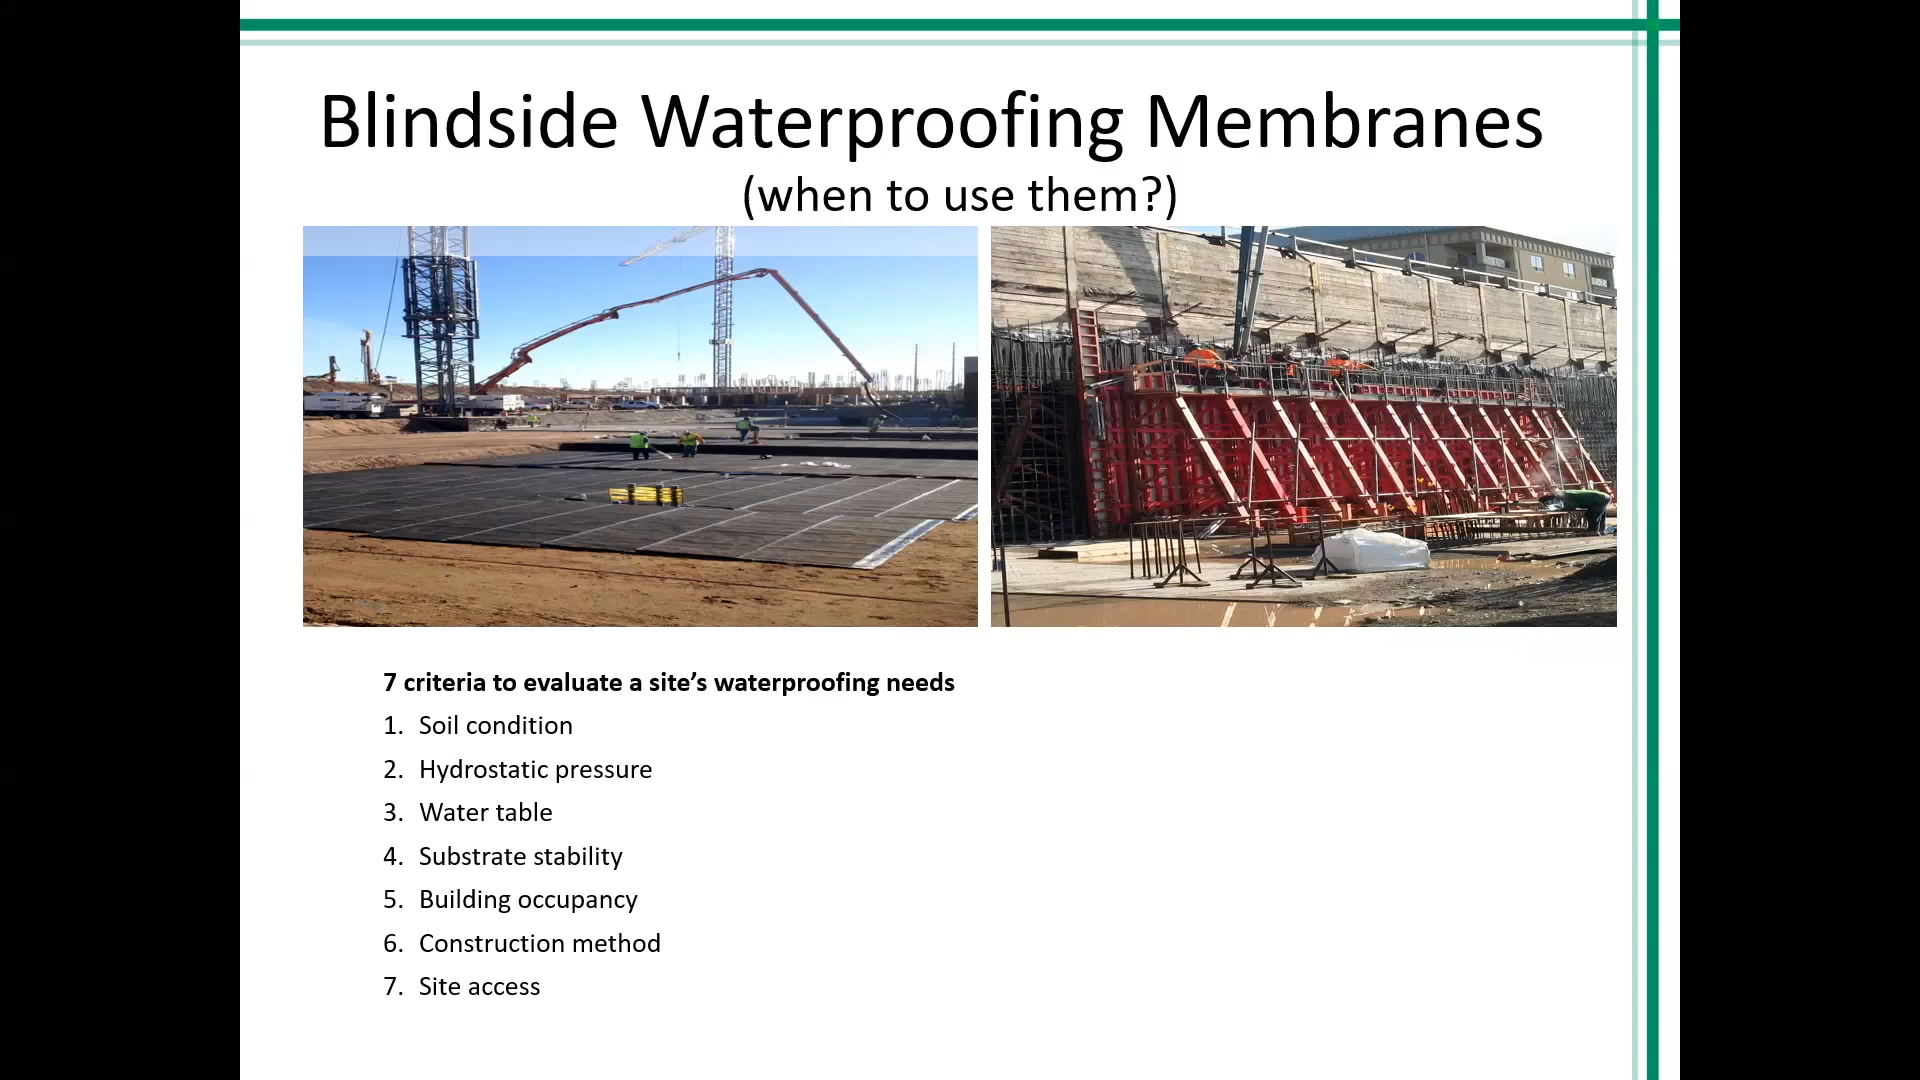 Blindside Waterproofing Membranes
(when to use them?)
7 criteria to evaluate a site’s waterproofing needs
1. Soil condition
2. Hydrostatic pressure
3. Water table
4. Substrate stability
5. Building occupancy
6. Construction method
7. Site access